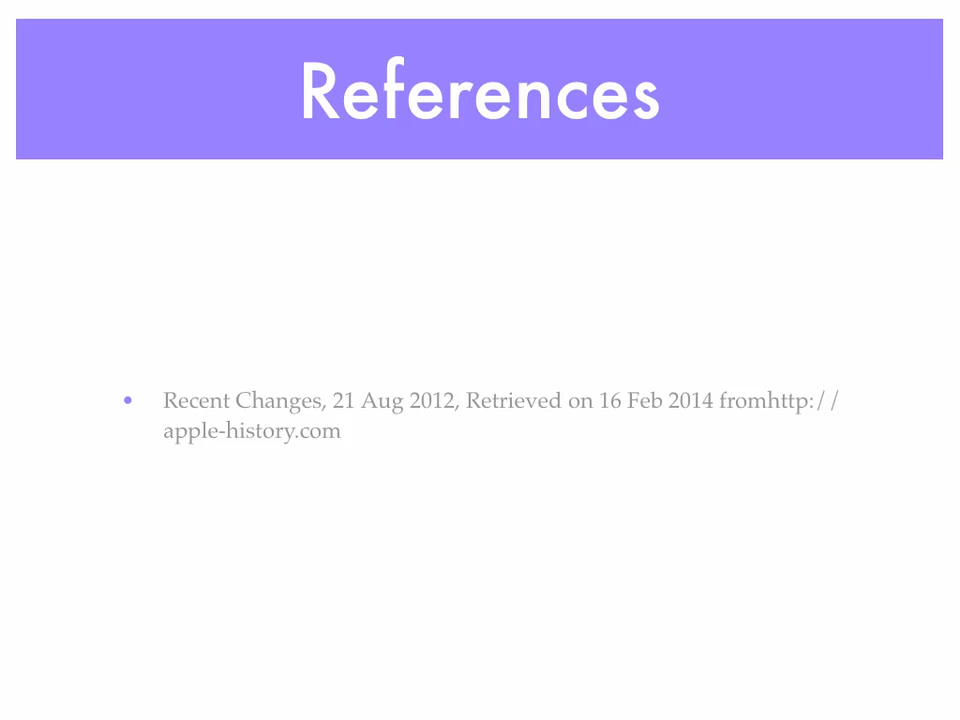 References
• Recent Changes, 21 Aug 2012, Retrieved on 16 Feb 2014 fromhttp://
apple-history.com